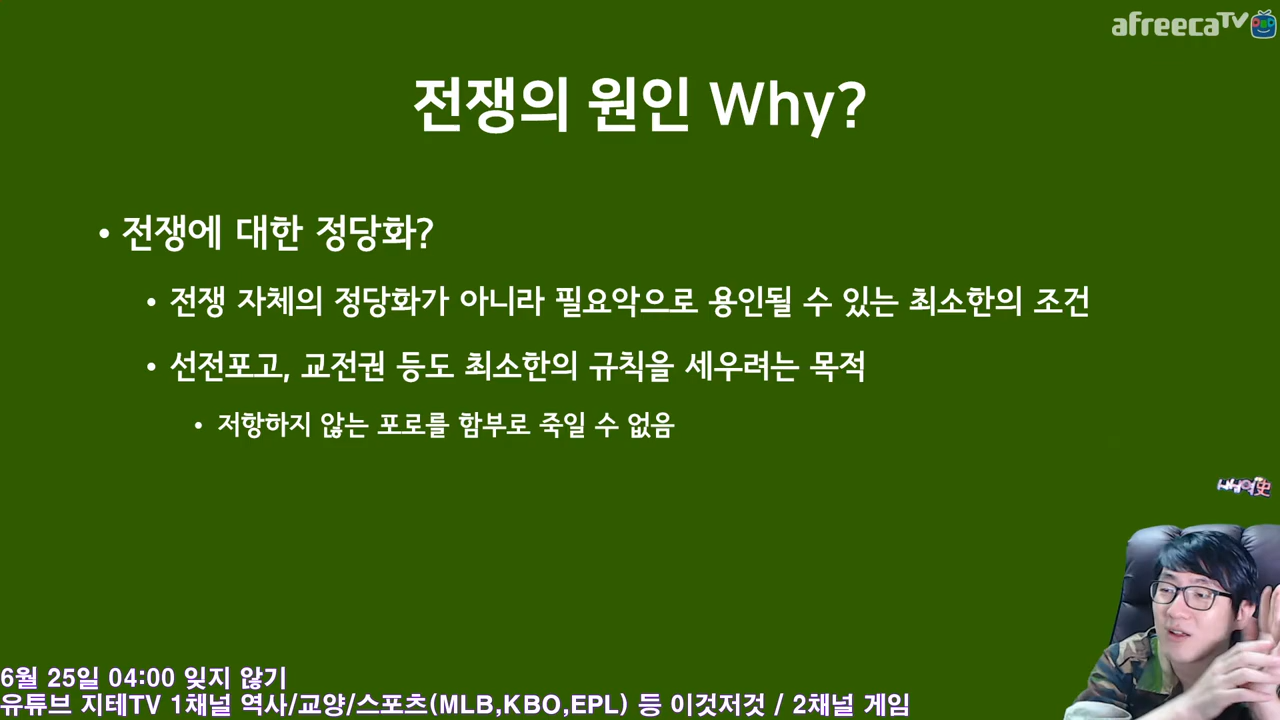 afreecaTV
전쟁의 원인 Why?
• 전쟁에 대한 정당화?
• 전쟁 자체의 정당화가 아니라 필요악으로 용인될 수 있는 최소한의 조건
• 선전포고, 교전권 등도 최소한의 규칙을 세우려는 목적
• 저항하지 않는 포로를 함부로 죽일 수 없음
6월 25일 04:00 잊지 않기
유튜브 지테TV 1채널 역사/교양/스포츠(MLB,KBO,EPL) 등 이것저것 / 2채널 게임